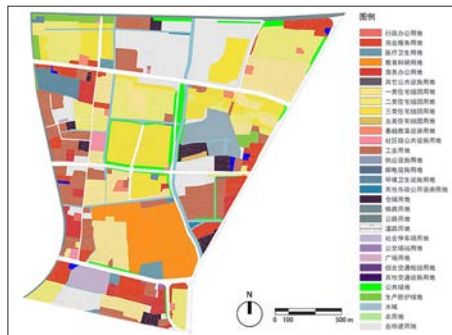 图例
行政办公用地
商业服务用地
医疗卫生用地
教育科研用地
商务办公用地
其它公共设施用地
一类住宅组团用地
二类住宅组团用地
三类住宅组团用地
五类住宅组团用地
基础教育设施用地
社区级公共设施用地
工业用地
供应设施用地
邮电设施用地
环境卫生设施用地
其它市政公用设施用地
仓储用地
铁路用地
公路用地
道路用地
社会停车场用地
公交场站用地
广场用地
综合交通枢纽用地
其它交通设施用地
公共绿地
生产防护绿地
水域
农用地
在待建用地
N
0 100 500 m